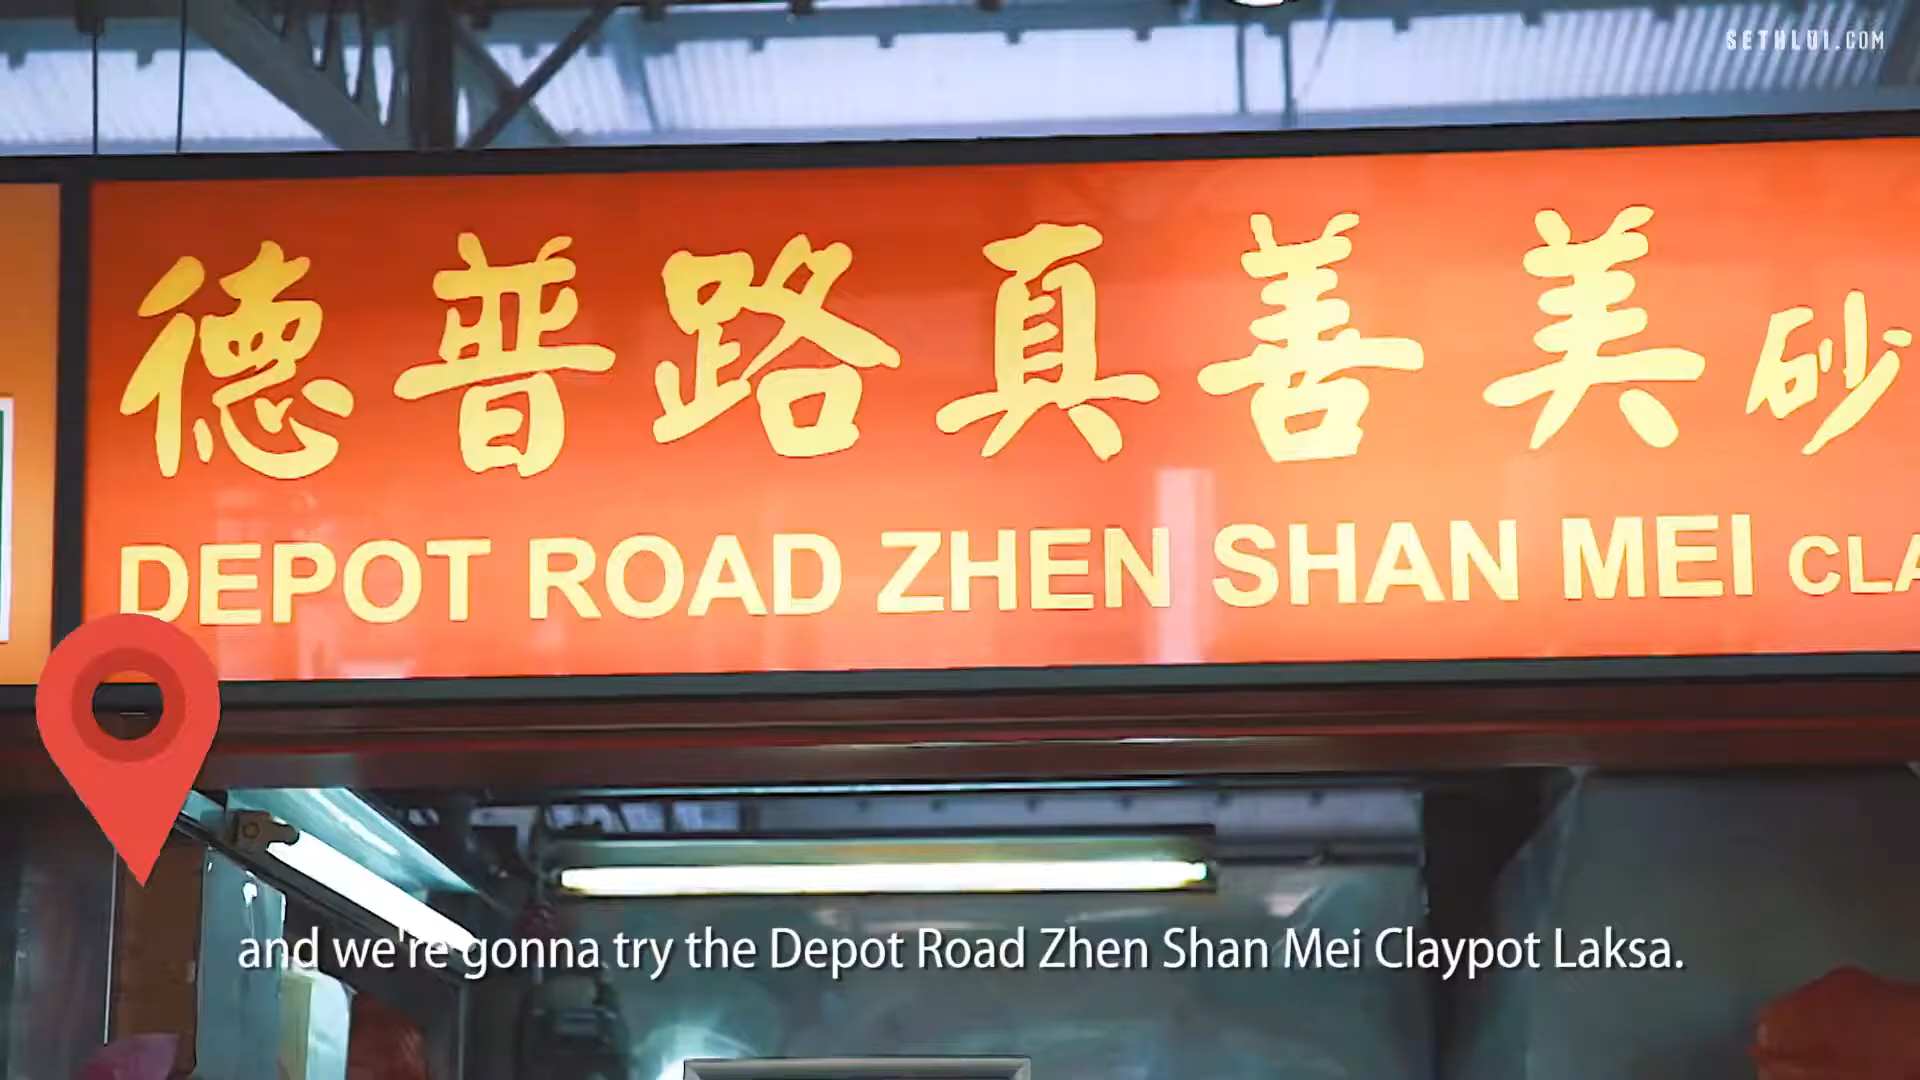 SETHLUI.COM
德普路真善美砂
DEPOT ROAD ZHEN SHAN MEI CLA
and we're gonna try the Depot Road Zhen Shan Mei Claypot Laksa.